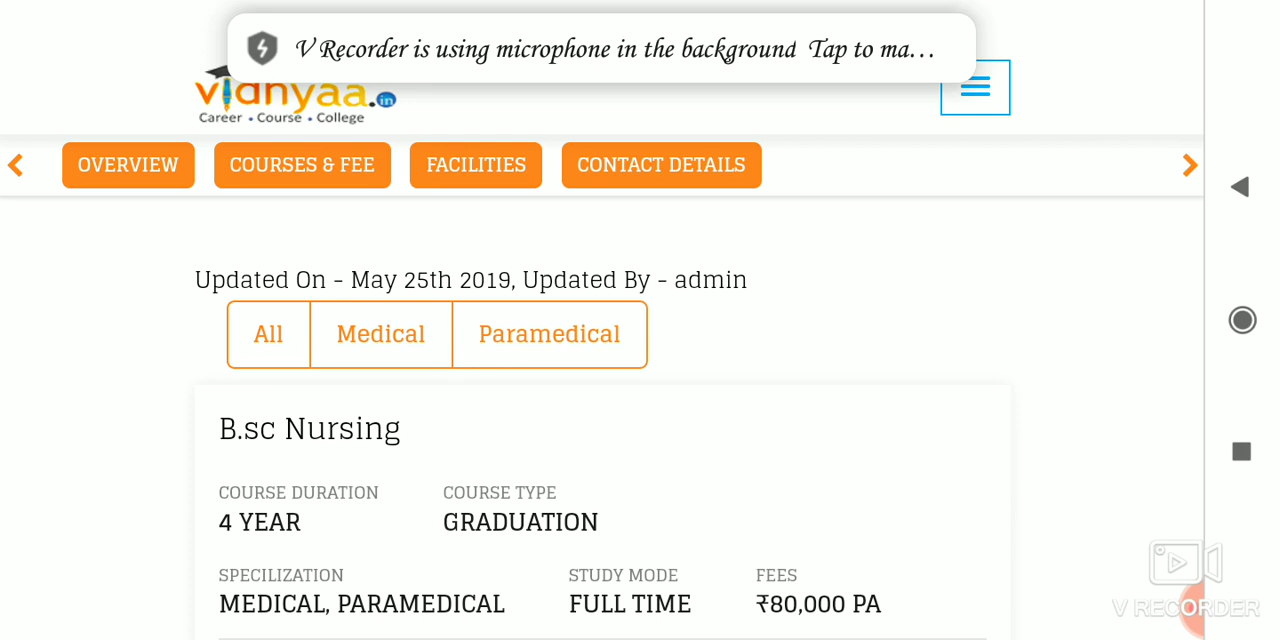 V Recorder is using microphone in the background Tap to ma...
vidhyaa.in
Career • Course • College
OVERVIEW
COURSES & FEE
FACILITIES
CONTACT DETAILS
Updated On - May 25th 2019, Updated By - admin
All
Medical
Paramedical
B.sc Nursing
COURSE DURATION
COURSE TYPE
4 YEAR
GRADUATION
SPECILIZATION
STUDY MODE
FEES
MEDICAL, PARAMEDICAL
FULL TIME
₹80,000 PA
V RECORDER